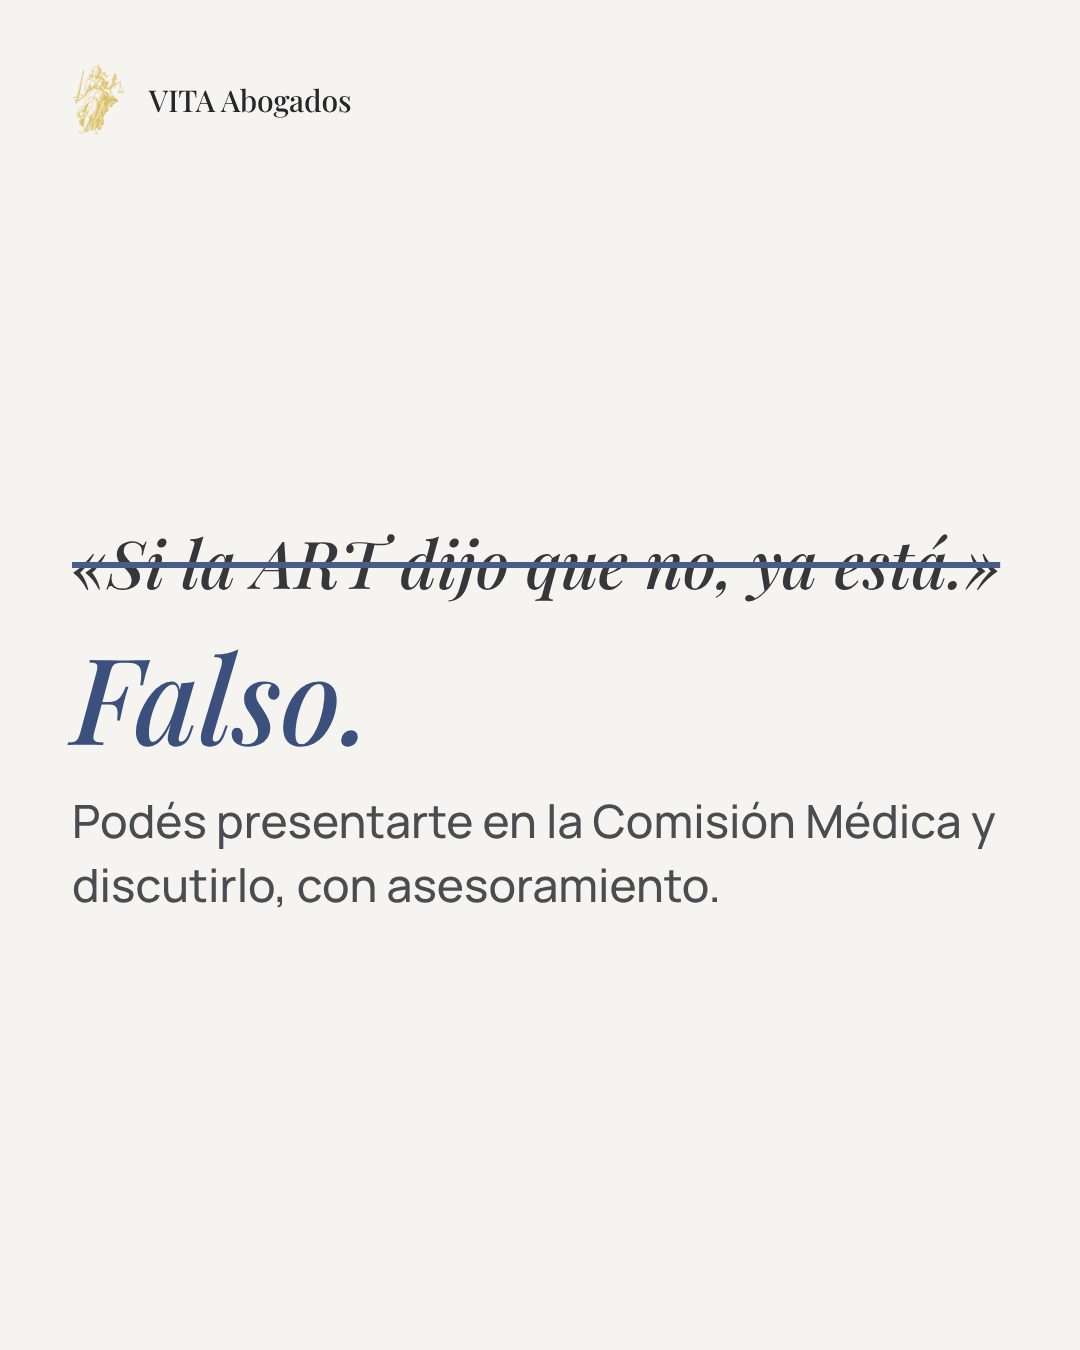 VITA Abogados
«Si la ART dijo que no, ya está.»
Falso.
Podés presentarte en la Comisión Médica y
discutirlo, con asesoramiento.